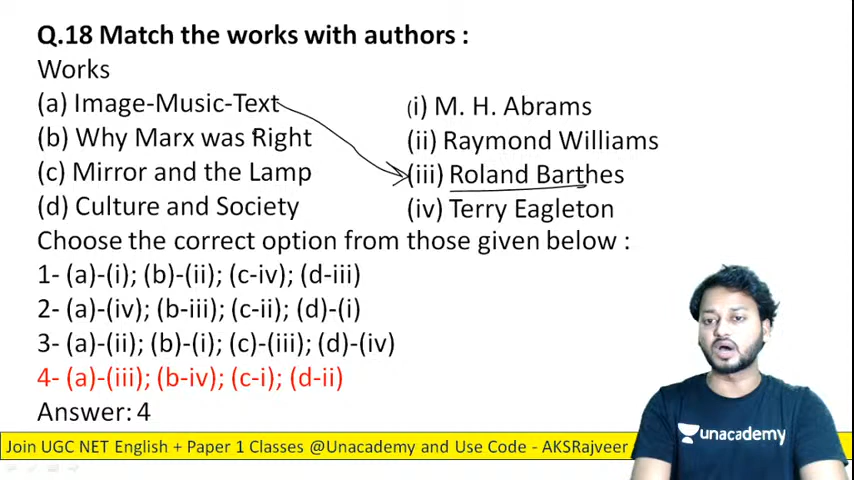 Q.18 Match the works with authors :
Works
(a) Image-Music-Text
(i) M. H. Abrams
(b) Why Marx was Right
(ii) Raymond Williams
(c) Mirror and the Lamp
(iii) Roland Barthes
(d) Culture and Society
(iv) Terry Eagleton
Choose the correct option from those given below :
1- (a)-(i); (b)-(ii); (c-iv); (d-iii)
2- (a)-(iv); (b-iii); (c-ii); (d)-(i)
3- (a)-(ii); (b)-(i); (c)-(iii); (d)-(iv)
4- (a)-(iii); (b-iv); (c-i); (d-ii)
Answer: 4
Join UGC NET English + Paper 1 Classes @Unacademy and Use Code - AKSRajveer
unacademy